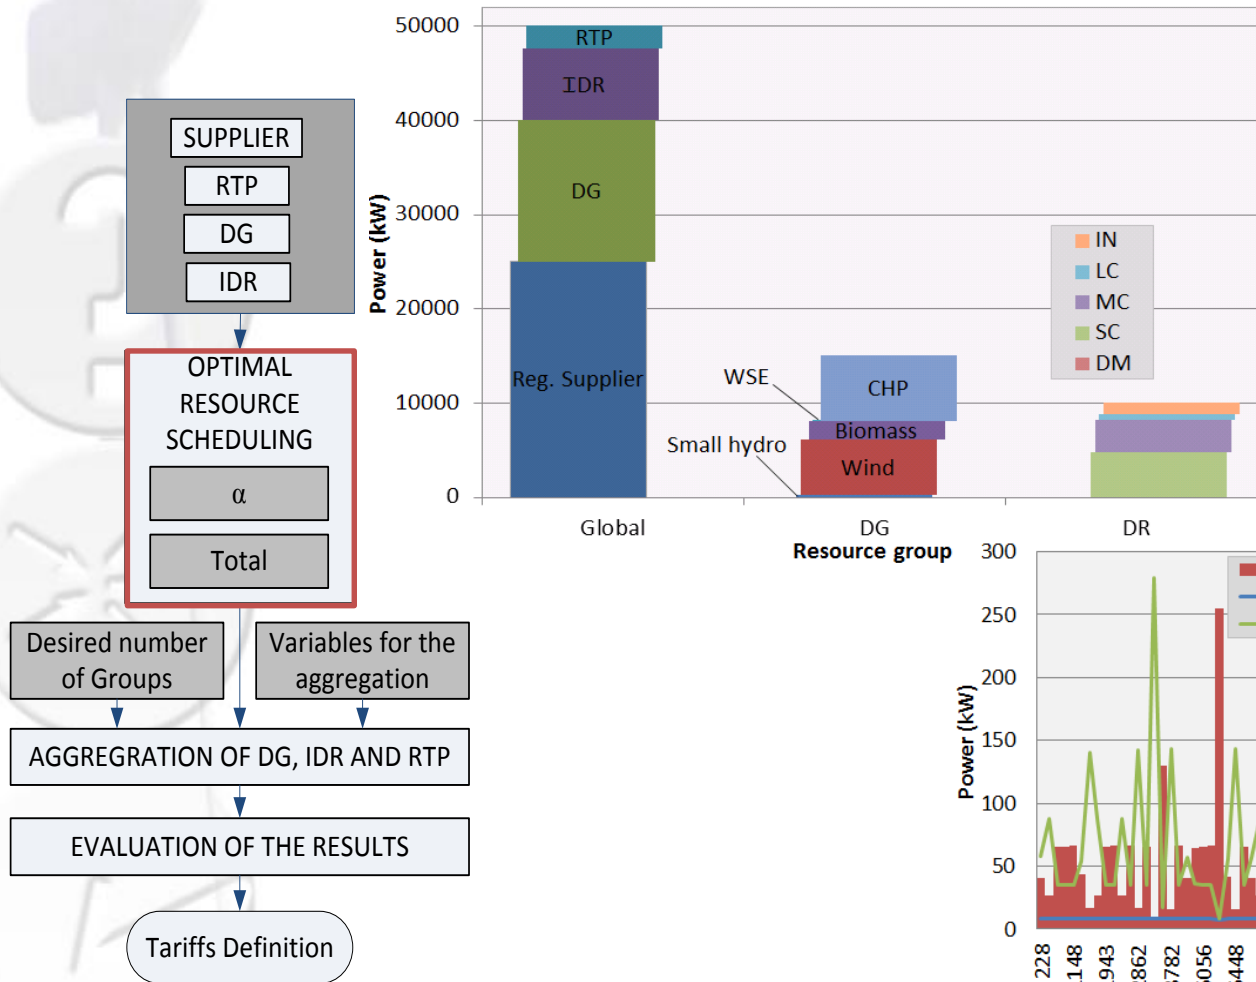 SUPPLIER
RTP
DG
IDR
OPTIMAL
RESOURCE
SCHEDULING
α
Total
Desired number
of Groups
Variables for the
aggregation
AGGREGRATION OF DG, IDR AND RTP
EVALUATION OF THE RESULTS
Tariffs Definition
Power (kW)
50000
40000
30000
20000
10000
0
RTP
IDR
DG
Reg. Supplier
WSE
Small hydro
CHP
Biomass
Wind
IN
LC
MC
SC
DM
Global
DG
DR
Resource group
Power (kW)
300
250
200
150
100
50
0
228